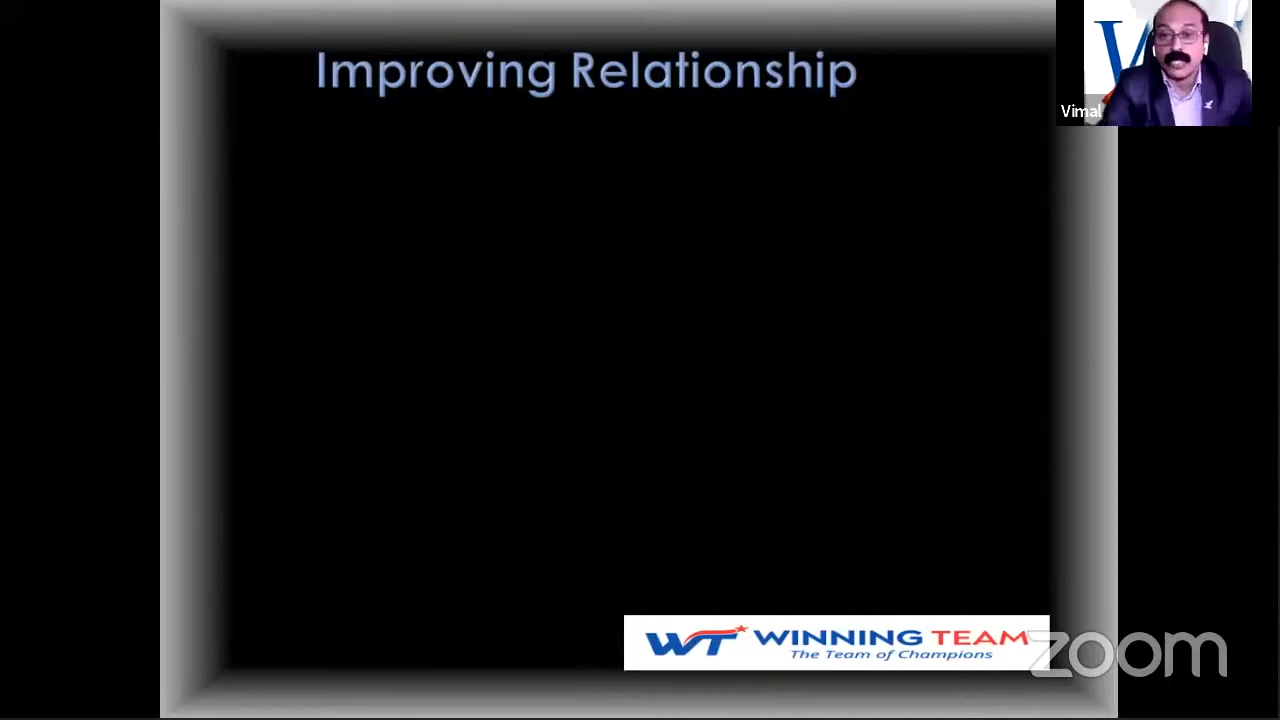 Improving Relationship
Vimal
WT WINNING TEAM
The Team of Champions
zoom